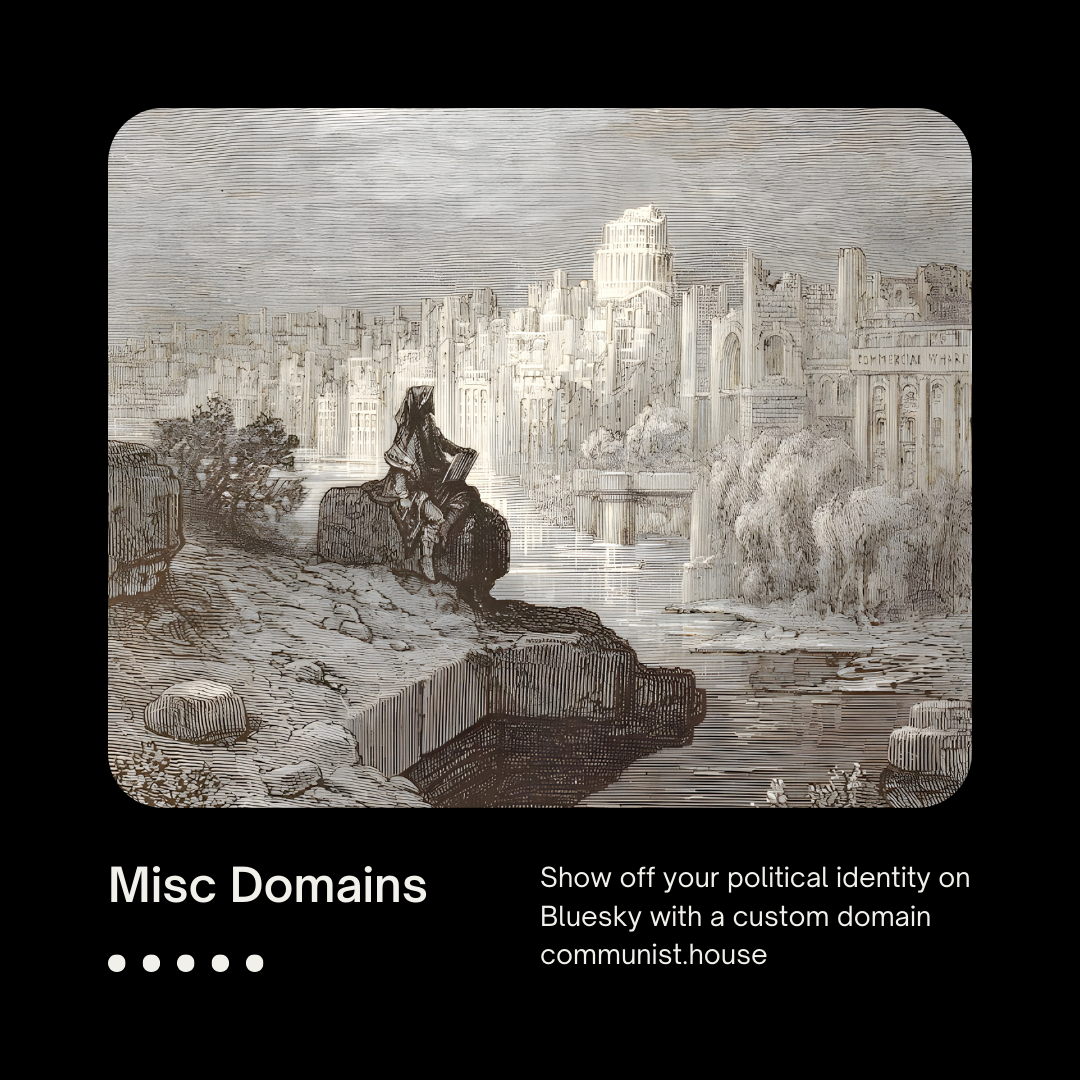 COMMERCIAL WHARF
Misc Domains
Show off your political identity on
Bluesky with a custom domain
communist.house